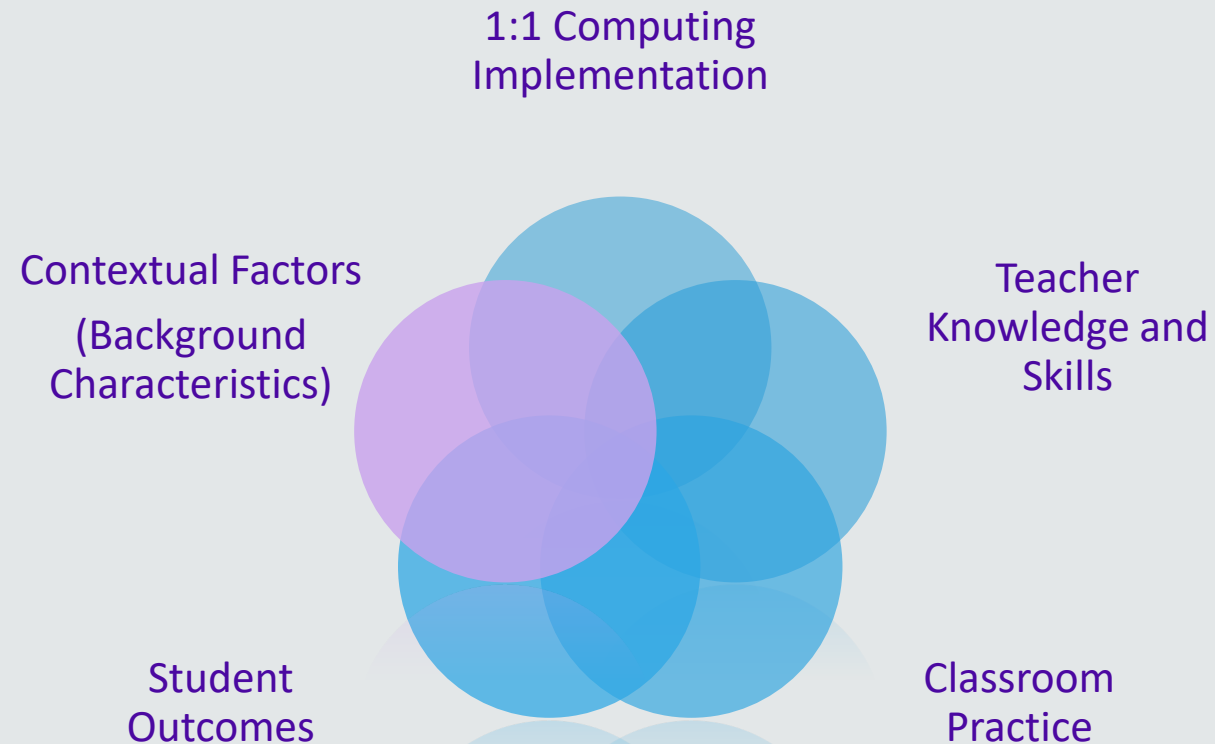 1:1 Computing
Implementation
Contextual Factors
(Background
Characteristics)
Teacher
Knowledge and
Skills
Student
Outcomes
Classroom
Practice